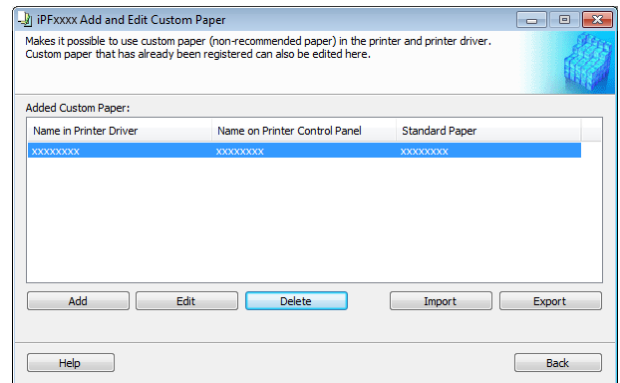 iPFxxxx Add and Edit Custom Paper
Makes it possible to use custom paper (non-recommended paper) in the printer and printer driver.
Custom paper that has already been registered can also be edited here.
Added Custom Paper:
Name in Printer Driver Name on Printer Control Panel Standard Paper
xxxxxxxx xxxxxxxx xxxxxxxx
Add Edit Delete Import Export
Help Back